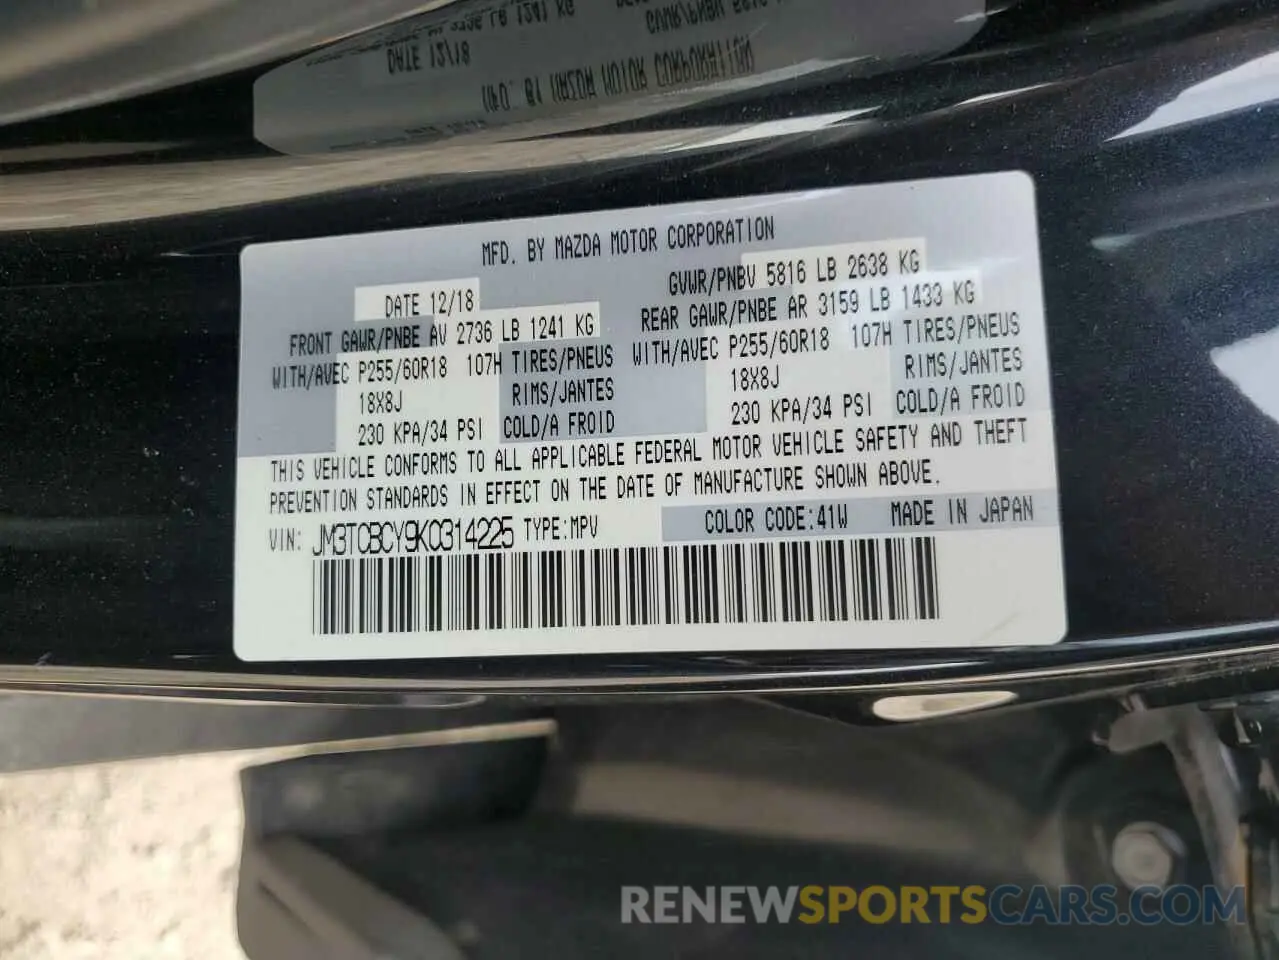 MFD. BY MAZDA MOTOR CORPORATION
DATE 12/18
GVWR/PNBV 5816 LB 2638 KG
FRONT GAWR/PNBE AV 2736 LB 1241 KG
REAR GAWR/PNBE AR 3159 LB 1433 KG
WITH/AVEC P255/60R18 107H TIRES/PNEUS
WITH/AVEC P255/60R18 107H TIRES/PNEUS
18X8J RIMS/JANTES
18X8J RIMS/JANTES
230 KPA/34 PSI COLD/A FROID
230 KPA/34 PSI COLD/A FROID
THIS VEHICLE CONFORMS TO ALL APPLICABLE FEDERAL MOTOR VEHICLE SAFETY AND THEFT
PREVENTION STANDARDS IN EFFECT ON THE DATE OF MANUFACTURE SHOWN ABOVE.
VIN: JM3TCBCY9K0314225 TYPE:MPV COLOR CODE:41W MADE IN JAPAN
RENEWSPORTSCARS.COM